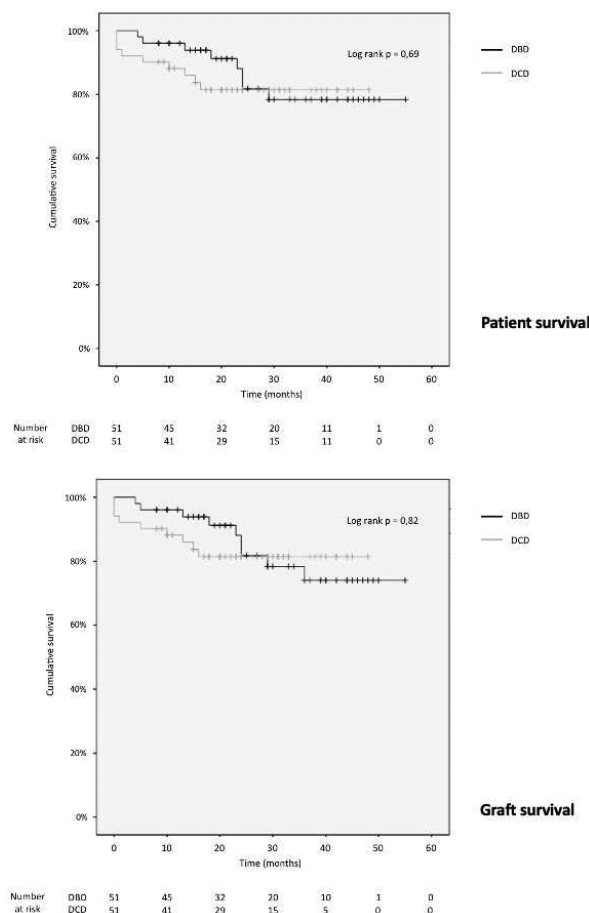 100%
80%
60%
40%
20%
0%
Cumulative survival
Log rank p = 0,69
DBD
DCD
0 10 20 30 40 50 60
Time (months)
Patient survival
Number DBD 51 45 32 20 11 1 0
at risk DCD 51 41 29 15 11 0 0
100%
80%
60%
40%
20%
0%
Cumulative survival
Log rank p = 0,82
DBD
DCD
0 10 20 30 40 50 60
Time (months)
Graft survival
Number DBD 51 45 32 20 10 1 0
at risk DCD 51 41 29 15 5 0 0